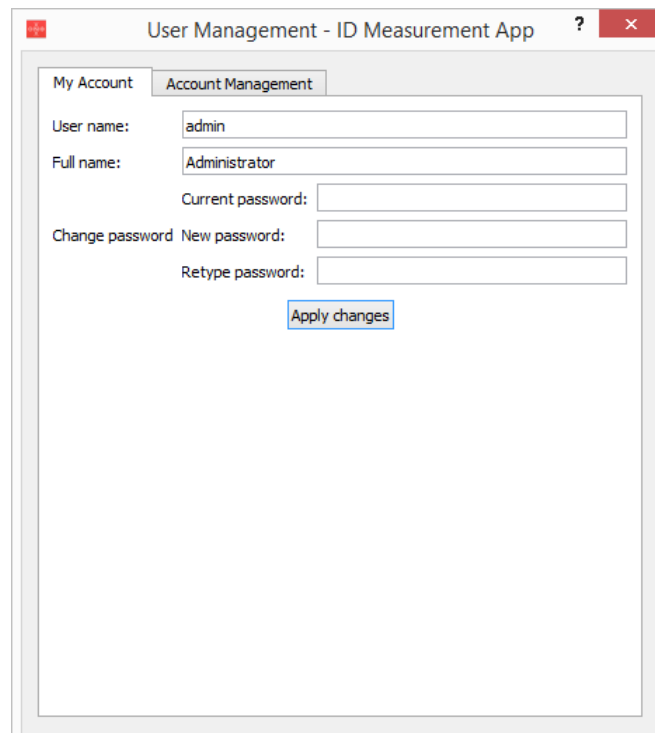 User Management - ID Measurement App ? ×
My Account Account Management
User name: admin
Full name: Administrator
Current password:
Change password New password:
Retype password:
Apply changes